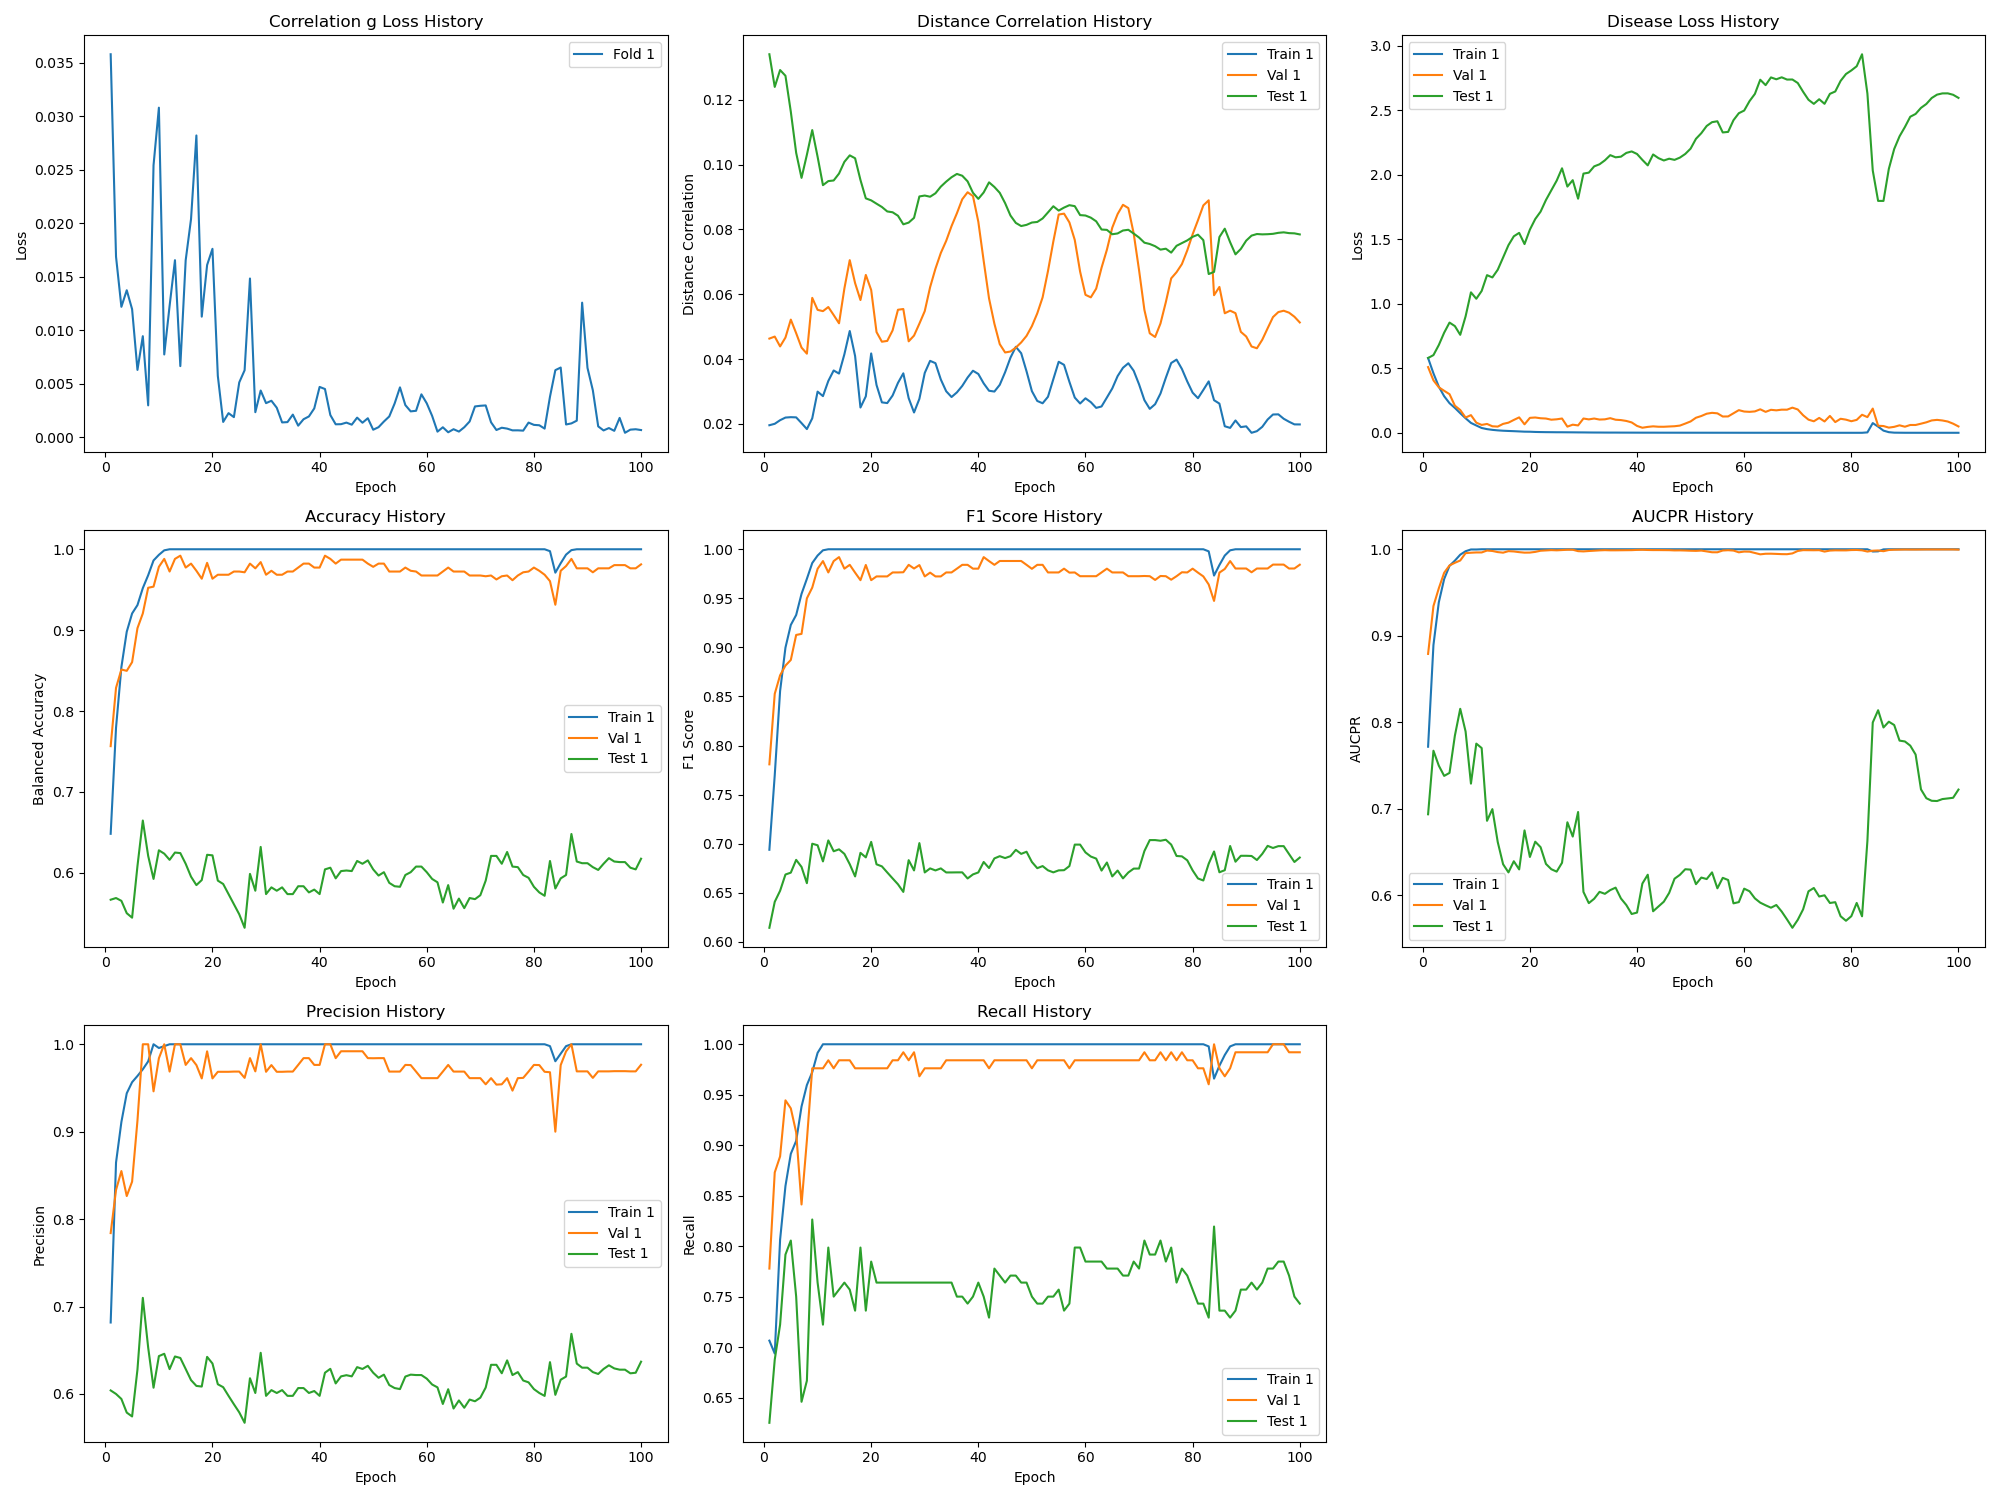 Correlation g Loss History
Loss
0.035
0.030
0.025
0.020
0.015
0.010
0.005
0.000
Fold 1
0 20 40 60 80 100
Epoch
Distance Correlation History
Distance Correlation
0.12
0.10
0.08
0.06
0.04
0.02
Train 1
Val 1
Test 1
0 20 40 60 80 100
Epoch
Disease Loss History
Loss
3.0
2.5
2.0
1.5
1.0
0.5
0.0
Train 1
Val 1
Test 1
0 20 40 60 80 100
Epoch
Accuracy History
Balanced Accuracy
1.0
0.9
0.8
0.7
0.6
Train 1
Val 1
Test 1
0 20 40 60 80 100
Epoch
F1 Score History
F1 Score
1.00
0.95
0.90
0.85
0.80
0.75
0.70
0.65
0.60
Train 1
Val 1
Test 1
0 20 40 60 80 100
Epoch
AUCPR History
AUCPR
1.0
0.9
0.8
0.7
0.6
Train 1
Val 1
Test 1
0 20 40 60 80 100
Epoch
Precision History
Precision
1.0
0.9
0.8
0.7
0.6
Train 1
Val 1
Test 1
0 20 40 60 80 100
Epoch
Recall History
Recall
1.00
0.95
0.90
0.85
0.80
0.75
0.70
0.65
Train 1
Val 1
Test 1
0 20 40 60 80 100
Epoch